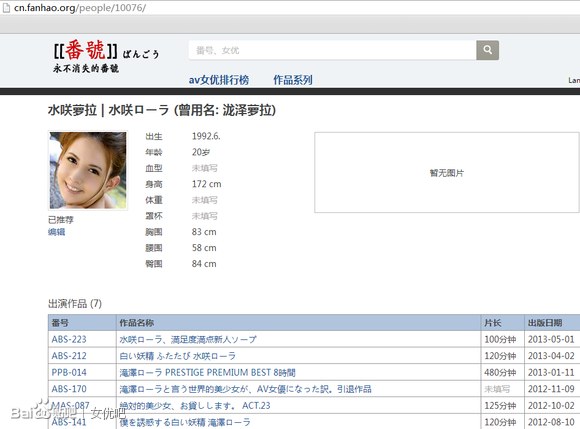 cn.fanhao.org/people/10076/
[[番號]] ばんごう
永不消失的番號
番号、女优
av女优排行榜 作品系列
Lan
水咲萝拉 | 水咲ローラ (曾用名: 泷泽萝拉)
出生 1992.6.
年龄 20岁
血型 未填写
身高 172 cm
体重 未填写
罩杯 未填写
胸围 83 cm
腰围 58 cm
臀围 84 cm
暂无图片
已推荐
编辑
出演作品 (7)
番号 作品名称 片长 出版日期
ABS-223 水咲ローラ、満足度満点新人ソープ 100分钟 2013-05-01
ABS-212 白い妖精 ふたたび 水咲ローラ 120分钟 2013-04-02
PPB-014 滝澤ローラ PRESTIGE PREMIUM BEST 8時間 480分钟 2013-01-11
ABS-170 滝澤ローラと言う世界的美少女が、AV女優になった訳。引退作品 未填写 2012-11-09
MAS-087 絶対的美少女、お貸しします。 ACT.23 125分钟 2012-10-02
ABS-141 僕を誘惑する白い妖精 滝澤ローラ 120分钟 2012-08-10
Bai贴吧 | 女优吧